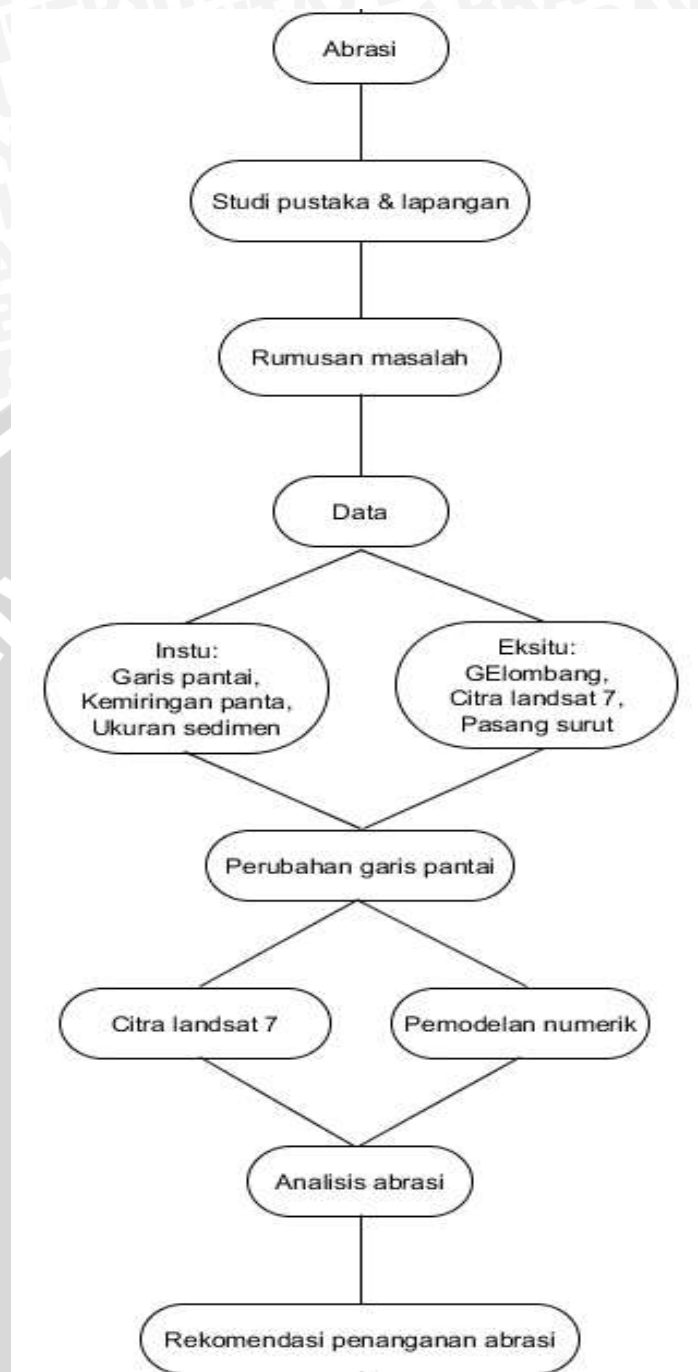 Abrasi
Studi pustaka & lapangan
Rumusan masalah
Data
Instu:
Garis pantai,
Kemiringan panta,
Ukuran sedimen
Eksitu:
GElombang,
Citra landsat 7,
Pasang surut
Perubahan garis pantai
Citra landsat 7
Pemodelan numerik
Analisis abrasi
Rekomendasi penanganan abrasi